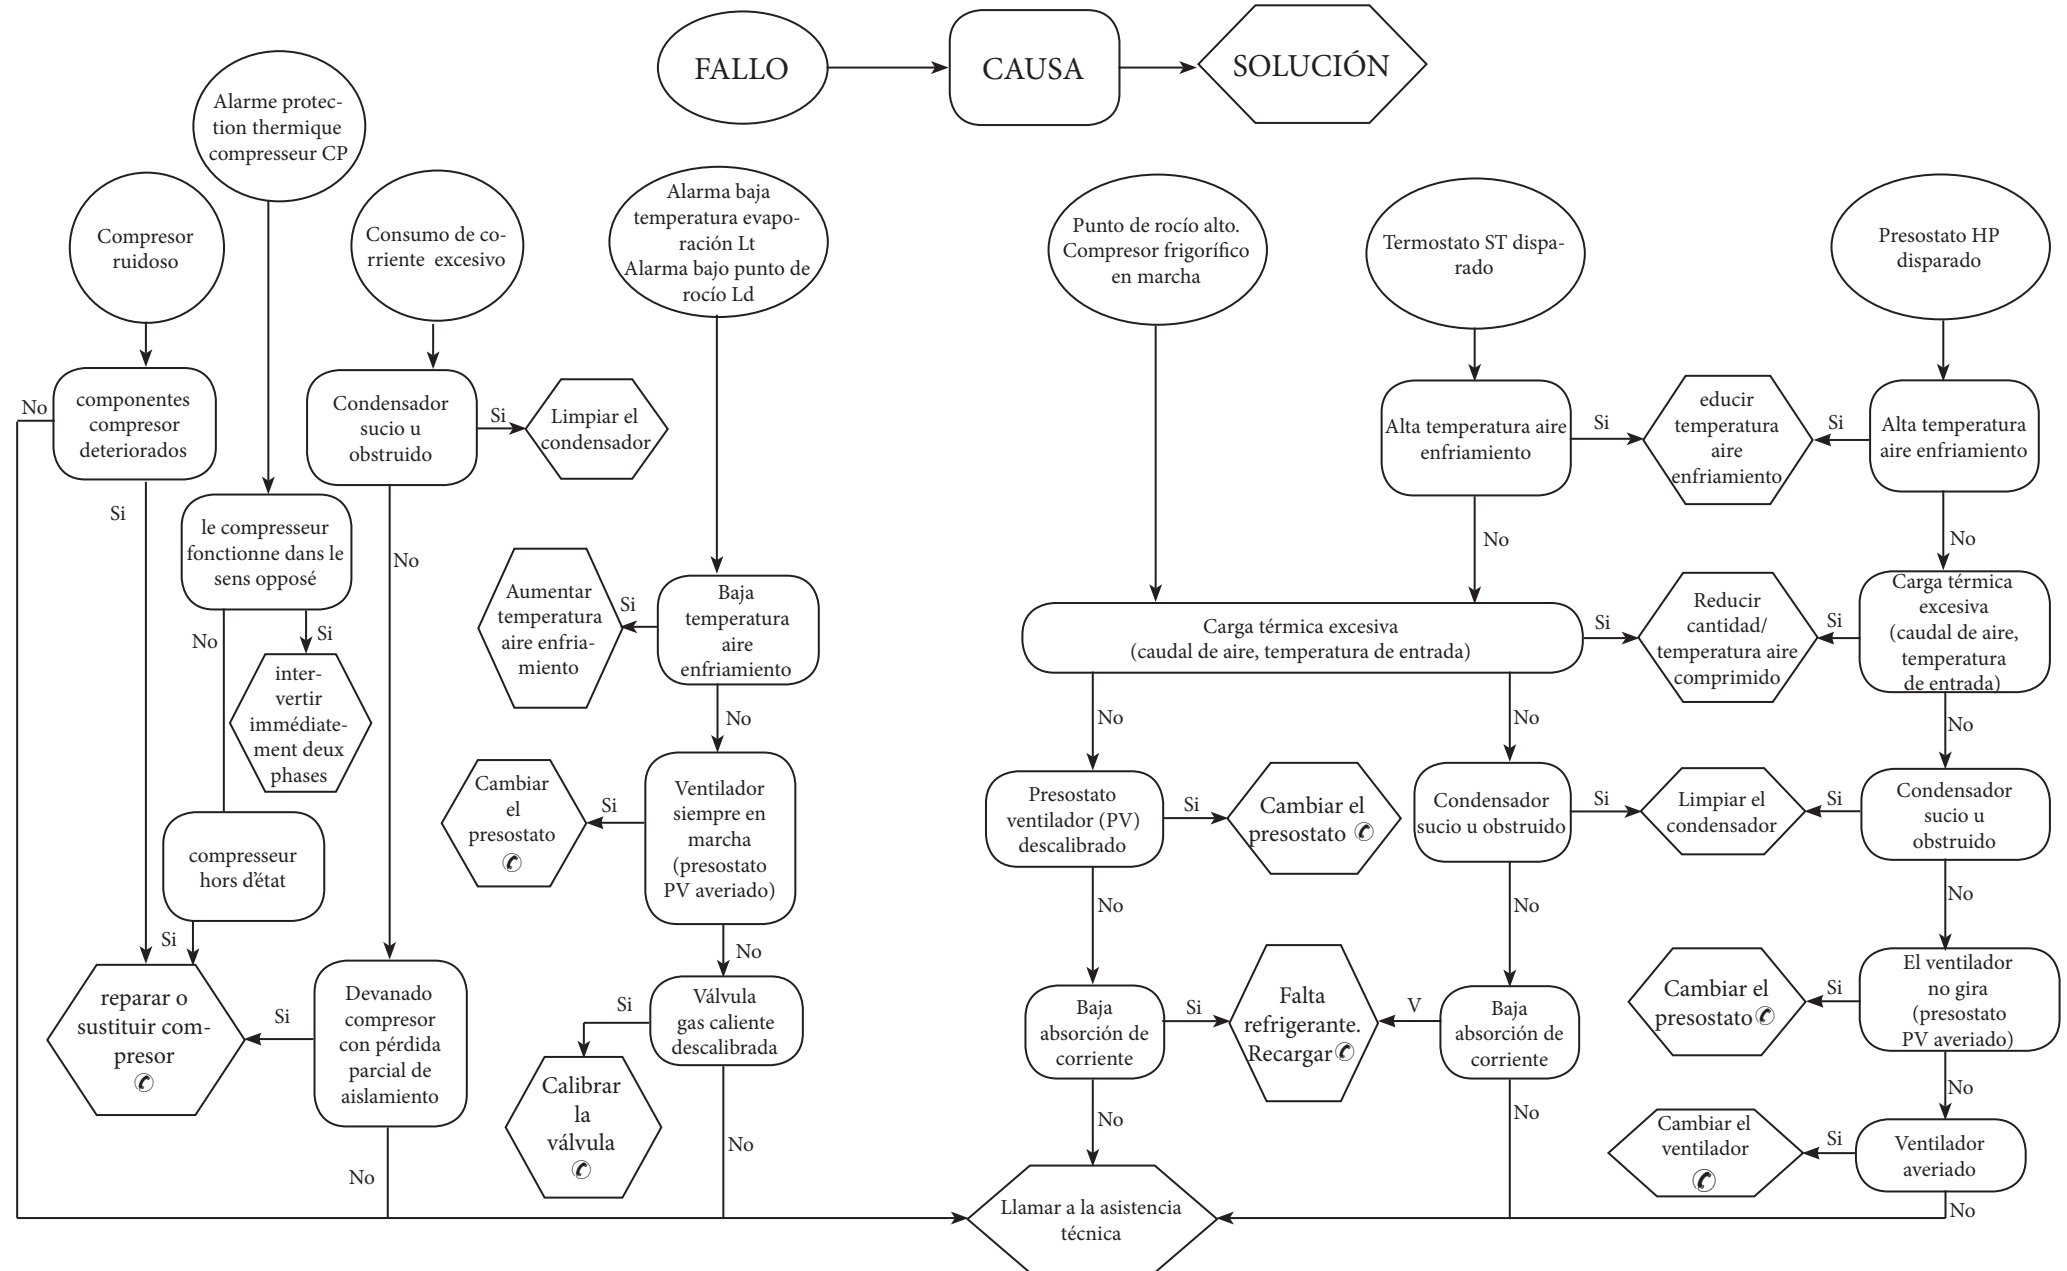 FALLO
CAUSA
SOLUCIÓN
Alarme protec-
tion thermique
compresseur CP
Compresor
ruidoso
Consumo de co-
rriente excesivo
Alarma baja
temperatura evapo-
ración Lt
Alarma bajo punto de
rocío Ld
Punto de rocío alto.
Compresor frigorífico
en marcha
Termostato ST dispa-
rado
Presostato HP
disparado
No
componentes
compresor
deteriorados
Si
Condensador
sucio u
obstruido
Si
Limpiar el
condensador
No
le compresseur
fonctionne dans le
sens opposé
No
Si
inter-
vertir
immédiate-
ment deux
phases
compresseur
hors d'état
Si
reparar o
sustituir com-
presor
✆
Si
Devanado
compresor
con pérdida
parcial de
aislamiento
No
Aumentar
temperatura
aire enfria-
miento
Si
Baja
temperatura
aire
enfriamiento
No
Cambiar
el
presostato
✆
Si
Ventilador
siempre en
marcha
(presostato
PV averiado)
No
Si
Válvula
gas caliente
descalibrada
Calibrar
la
válvula
✆
No
Alta temperatura aire
enfriamiento
Si
educir
temperatura
aire
enfriamiento
Si
Alta temperatura
aire enfriamiento
No
No
Carga térmica excesiva
(caudal de aire, temperatura de entrada)
Si
Reducir
cantidad/
temperatura aire
comprimido
Si
Carga térmica
excesiva
(caudal de aire,
temperatura
de entrada)
No
No
No
Presostato
ventilador (PV)
descalibrado
Si
Cambiar el
presostato ✆
Condensador
sucio u obstruido
Si
Limpiar el
condensador
Si
Condensador
sucio u
obstruido
No
No
No
Baja
absorción de
corriente
Si
Falta
refrigerante.
Recargar ✆
V
Baja
absorción de
corriente
Cambiar el
presostato ✆
Si
El ventilador
no gira
(presostato
PV averiado)
No
No
No
Cambiar el
ventilador
✆
Si
Ventilador
averiado
No
Llamar a la asistencia
técnica